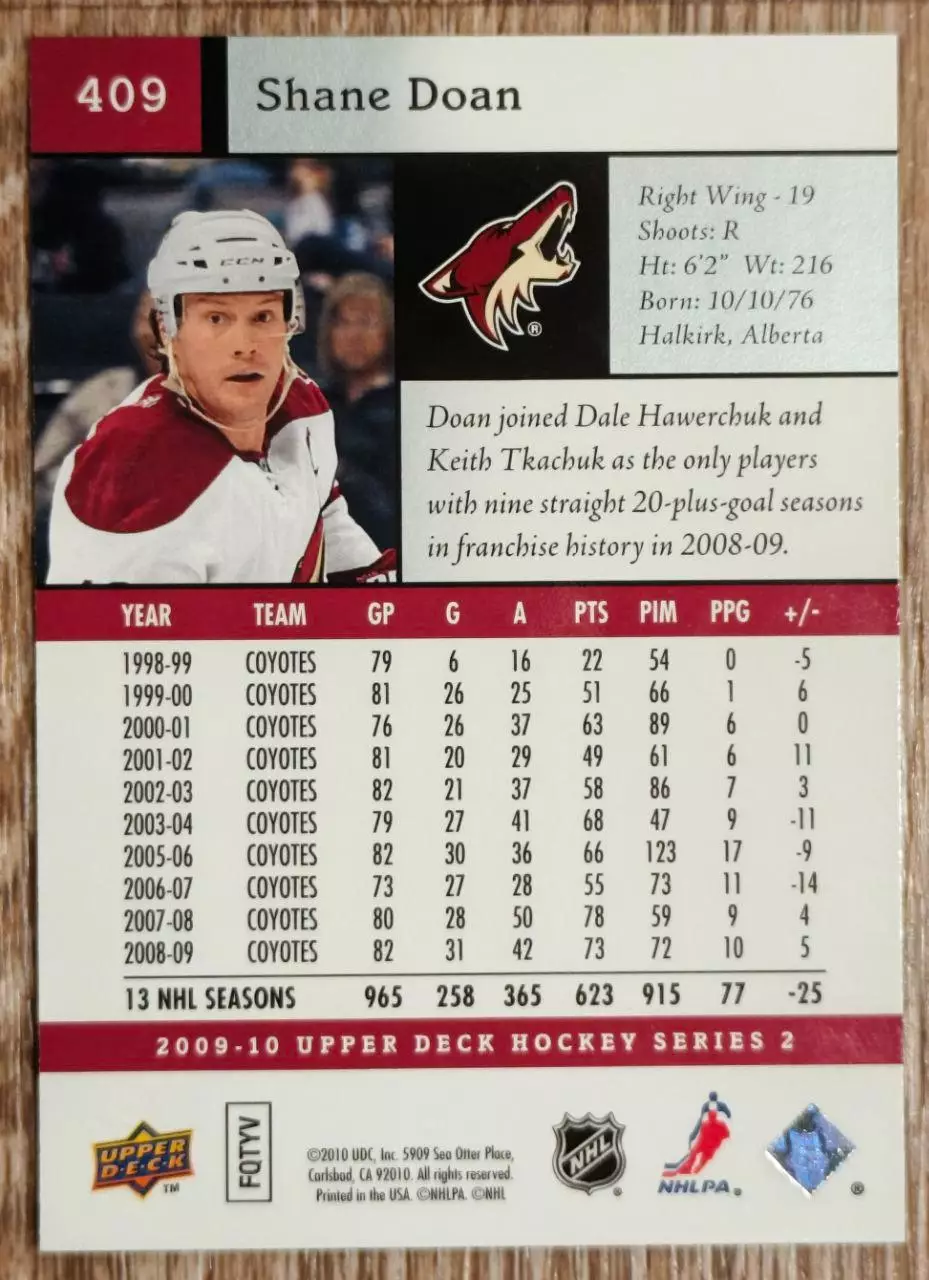 409
Shane Doan
CCM
®
Right Wing - 19
Shoots: R
Ht: 6'2" Wt: 216
Born: 10/10/76
Halkirk, Alberta
Doan joined Dale Hawerchuk and
Keith Tkachuk as the only players
with nine straight 20-plus-goal seasons
in franchise history in 2008-09.
YEAR TEAM GP G A PTS PIM PPG +/-
1998-99 COYOTES 79 6 16 22 54 0 -5
1999-00 COYOTES 81 26 25 51 66 1 6
2000-01 COYOTES 76 26 37 63 89 6 0
2001-02 COYOTES 81 20 29 49 61 6 11
2002-03 COYOTES 82 21 37 58 86 7 3
2003-04 COYOTES 79 27 41 68 47 9 -11
2005-06 COYOTES 82 30 36 66 123 17 -9
2006-07 COYOTES 73 27 28 55 73 11 -14
2007-08 COYOTES 80 28 50 78 59 9 4
2008-09 COYOTES 82 31 42 73 72 10 5
13 NHL SEASONS 965 258 365 623 915 77 -25
2009-10 UPPER DECK HOCKEY SERIES 2
UPPER
D·E·C·K
TM
FQTYV
©2010 UDC, Inc. 5909 Sea Otter Place,
Carlsbad, CA 92010. All rights reserved.
Printed in the USA. ©NHLPA. ©NHL
NHL
®
NHLPA®
®